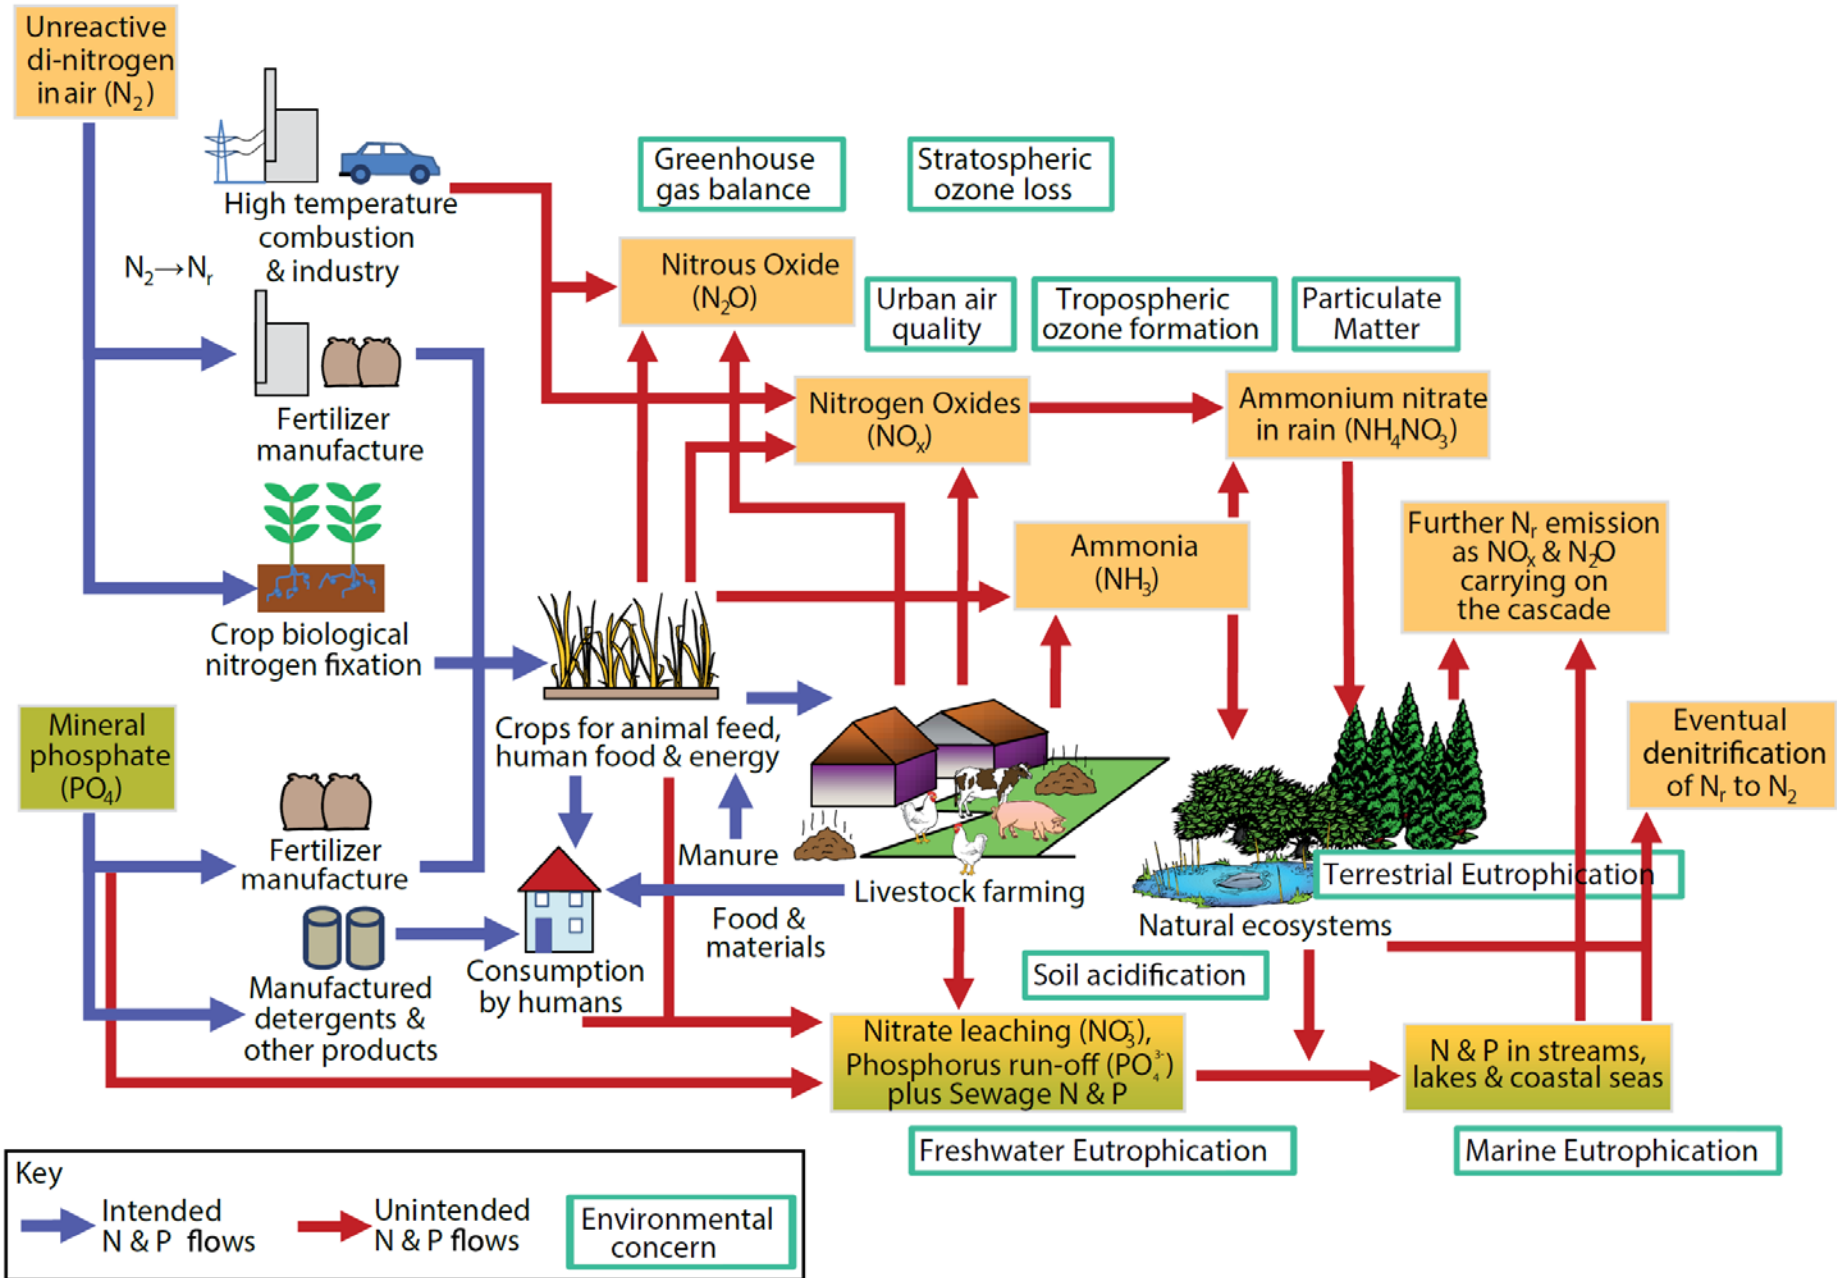 Unreactive
di-nitrogen
in air (N₂)
High temperature
combustion
& industry
N₂→Nᵣ
Greenhouse
gas balance
Stratospheric
ozone loss
Nitrous Oxide
(N₂O)
Urban air
quality
Tropospheric
ozone formation
Particulate
Matter
Fertilizer
manufacture
Nitrogen Oxides
(NOₓ)
Ammonium nitrate
in rain (NH₄NO₃)
Ammonia
(NH₃)
Further Nᵣ emission
as NOₓ & N₂O
carrying on
the cascade
Crop biological
nitrogen fixation
Mineral
phosphate
(PO₄)
Crops for animal feed,
human food & energy
Eventual
denitrification
of Nᵣ to N₂
Fertilizer
manufacture
Manure
Livestock farming
Food &
materials
Terrestrial Eutrophication
Natural ecosystems
Consumption
by humans
Manufactured
detergents &
other products
Soil acidification
Nitrate leaching (NO₃⁻),
Phosphorus run-off (PO₄³⁻)
plus Sewage N & P
N & P in streams,
lakes & coastal seas
Freshwater Eutrophication
Marine Eutrophication
Key
Intended
N & P flows
Unintended
N & P flows
Environmental
concern